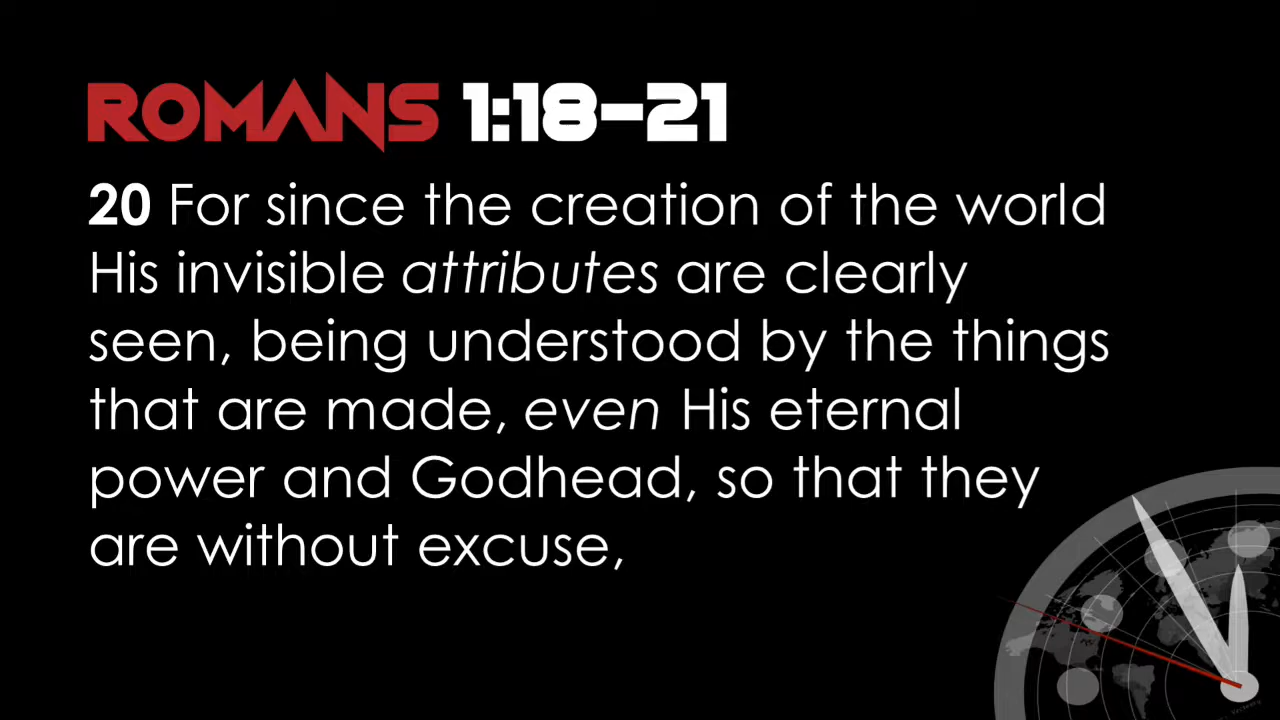 ROMANS 1:18-21
20 For since the creation of the world
His invisible attributes are clearly
seen, being understood by the things
that are made, even His eternal
power and Godhead, so that they
are without excuse,